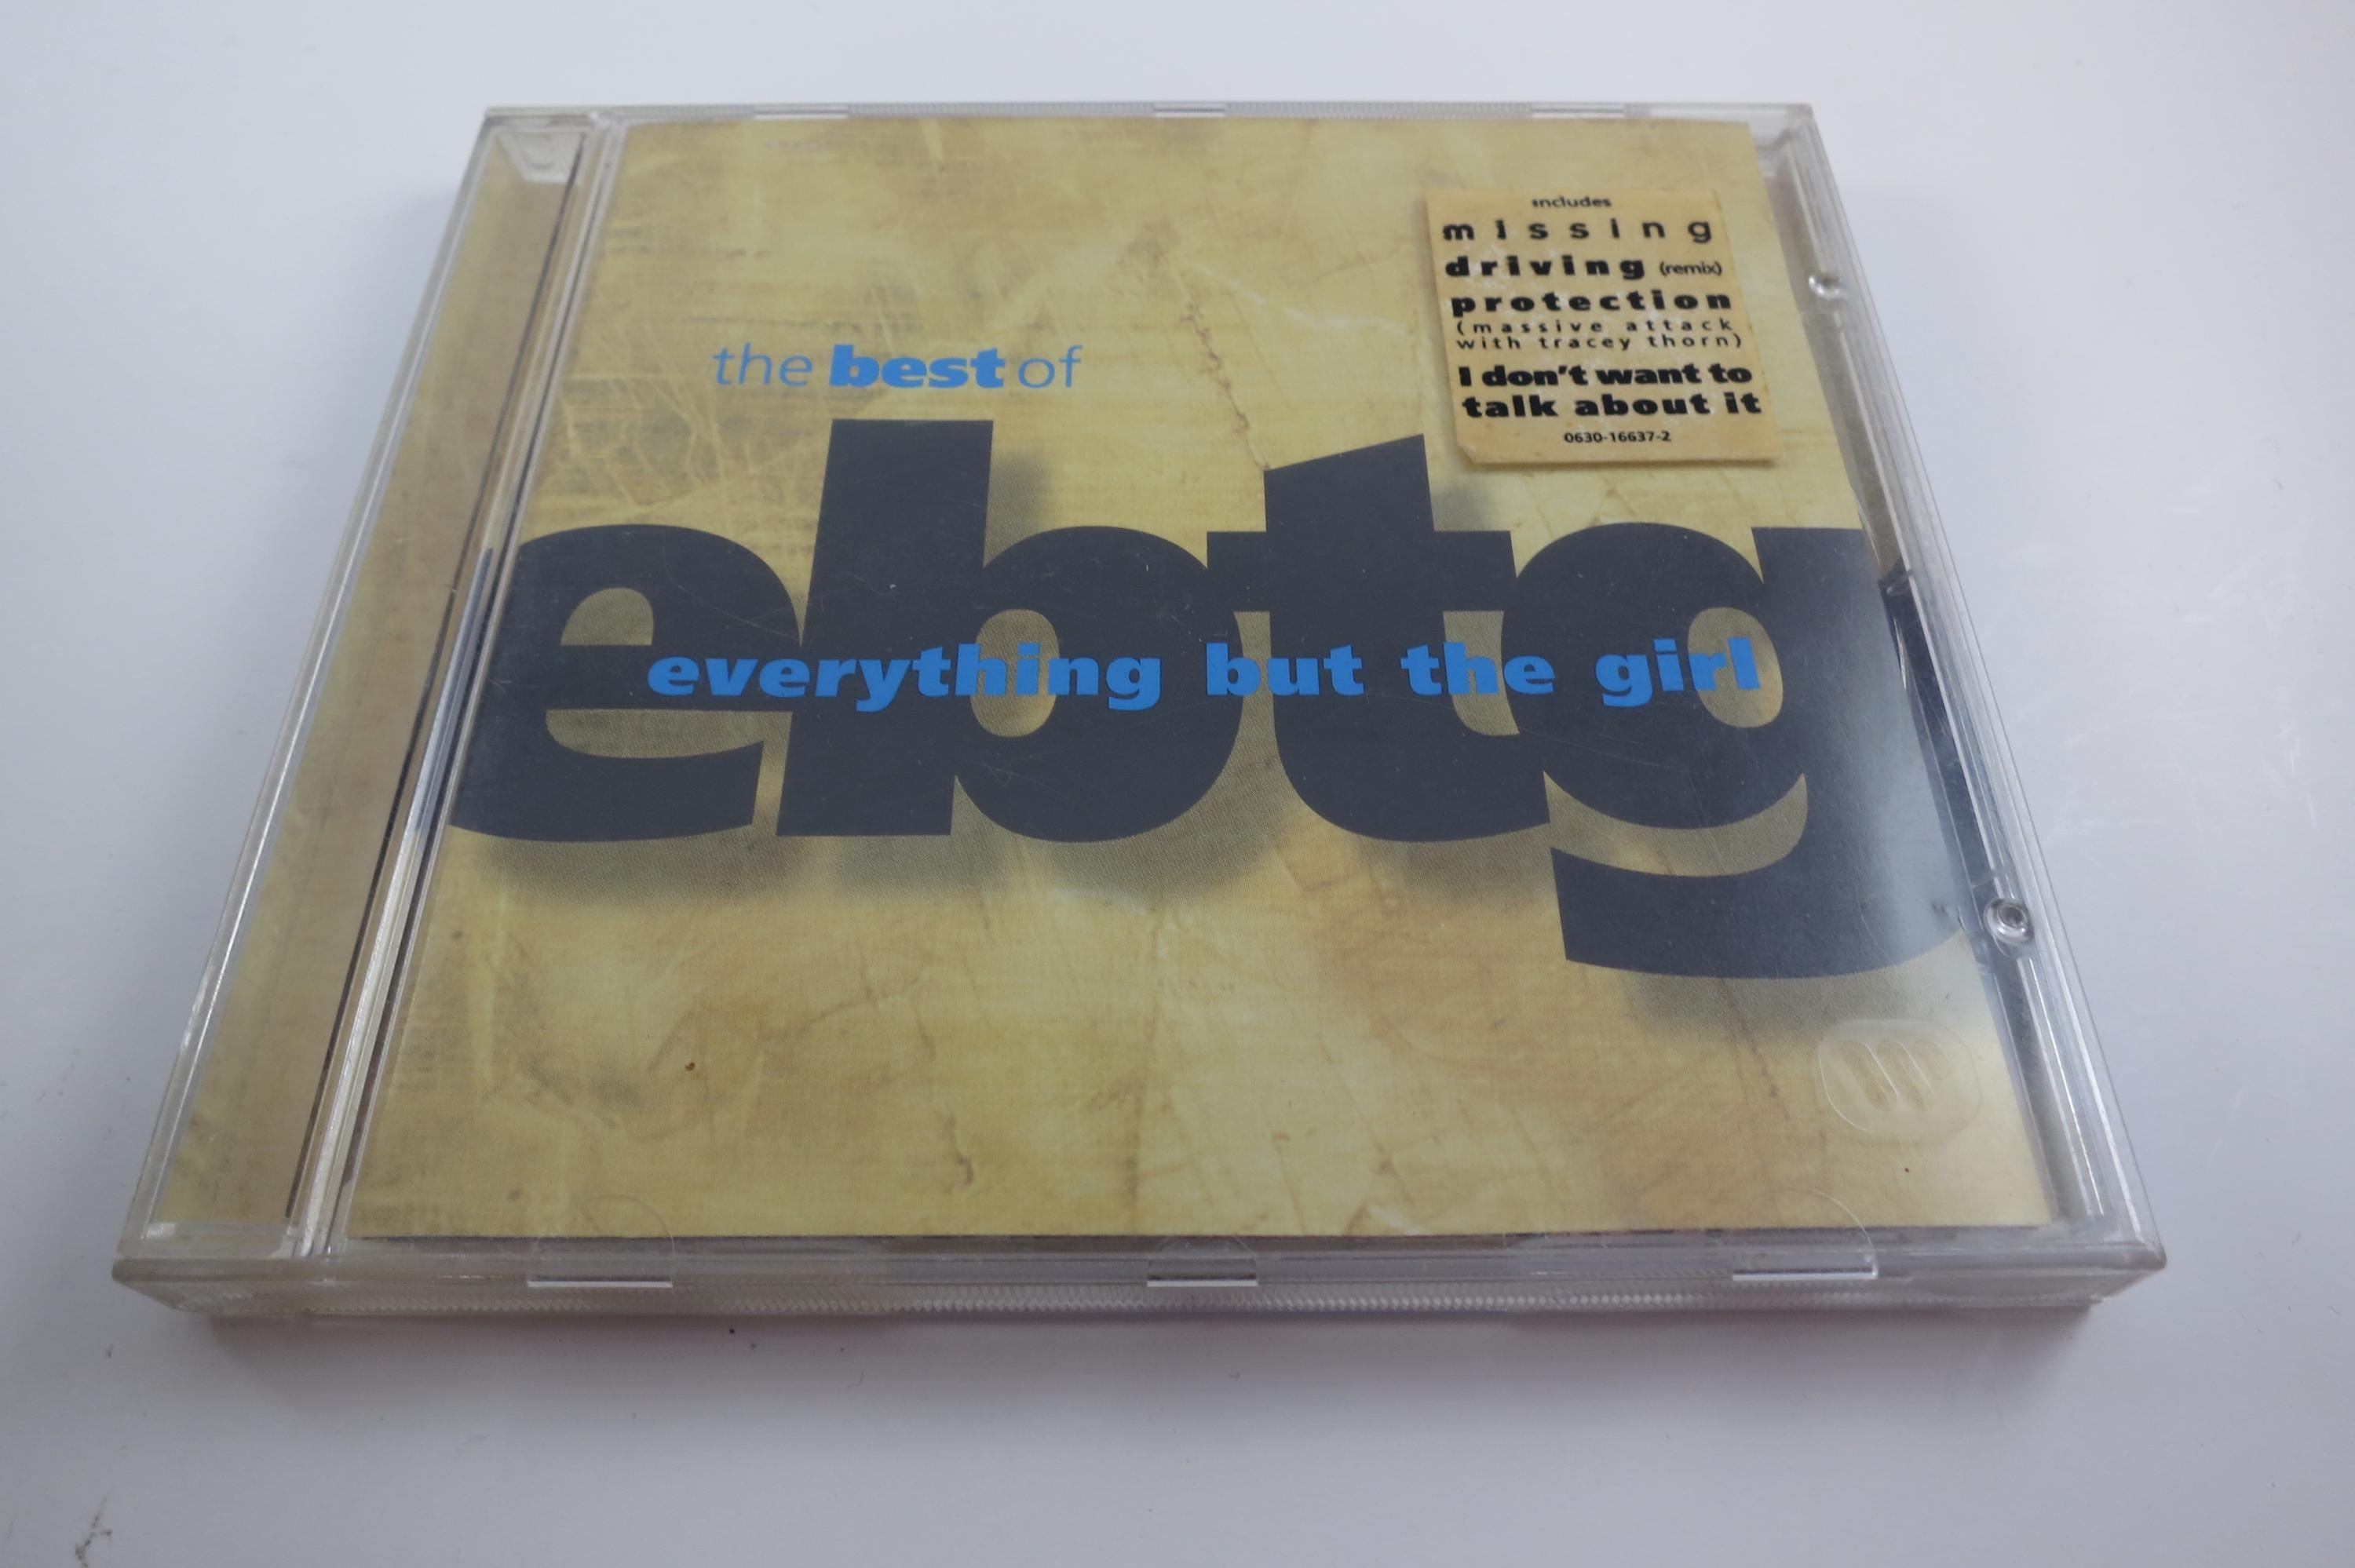 includes
missing
driving (remix)
protection
(massive attack
with tracey thorn)
I don't want to
talk about it
0630-16637-2
the best of
ebtg
everything but the girl